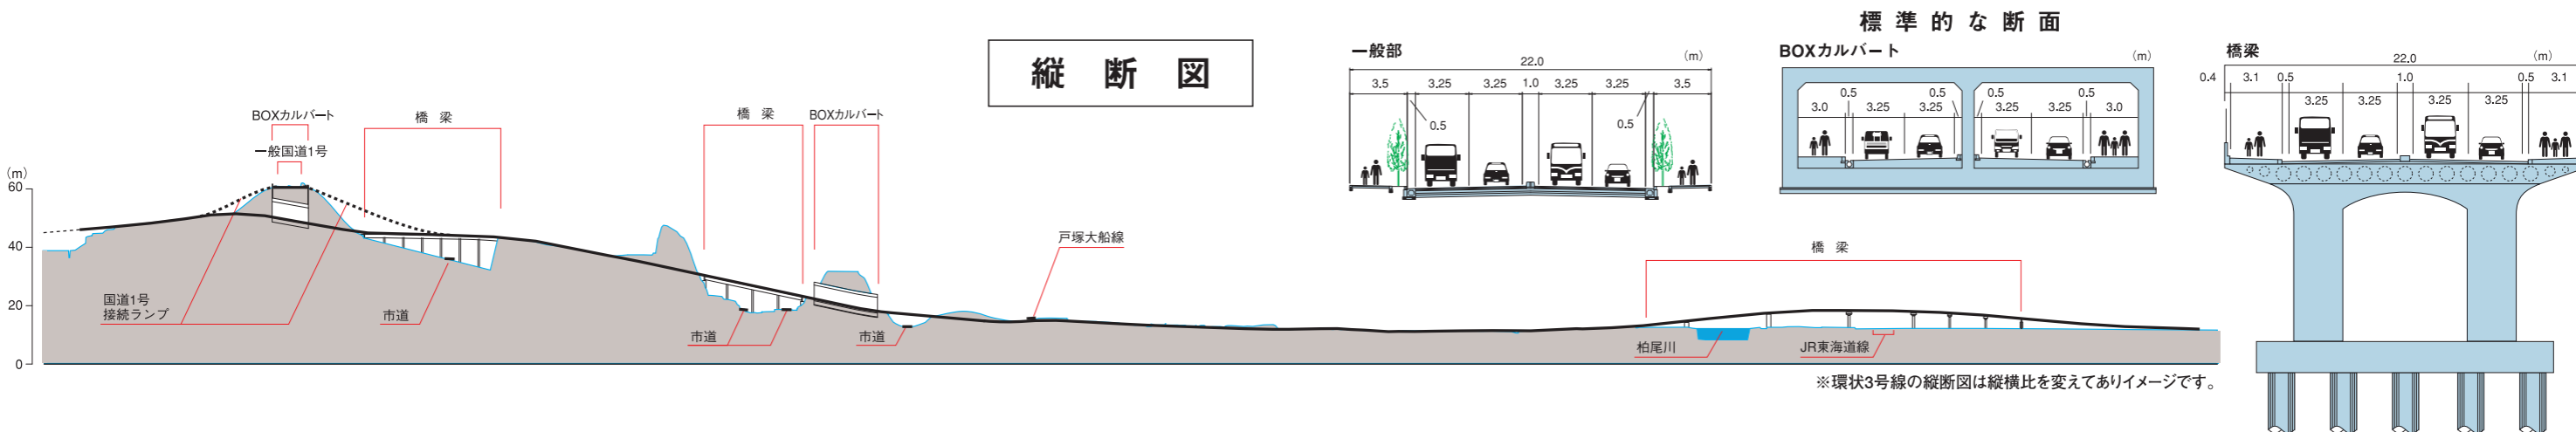 縦断図
(m)
60
40
20
0
BOXカルバート
一般国道1号
橋梁
国道1号
接続ランプ
市道
橋梁
BOXカルバート
市道
市道
戸塚大船線
橋梁
柏尾川
JR東海道線
※環状3号線の縦断図は縦横比を変えてありイメージです。
標準的な断面
一般部
(m)
22.0
3.5 3.25 3.25 1.0 3.25 3.25 3.5
0.5 0.5
BOXカルバート
(m)
0.5 0.5 0.5 0.5
3.0 3.25 3.25 3.25 3.25 3.0
橋梁
(m)
22.0
0.4 3.1 0.5 1.0 0.5 3.1
3.25 3.25 3.25 3.25